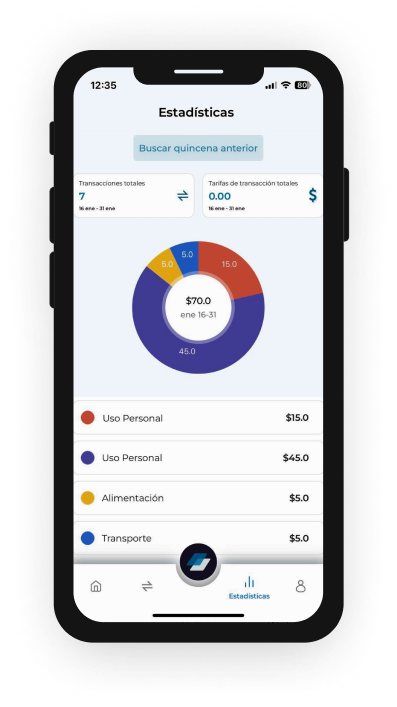 12:35
80
Estadísticas
Buscar quincena anterior
Transacciones totales
7
16 ene - 31 ene
Tarifas de transacción totales
0.00
16 ene - 31 ene
$
5.0
5.0
15.0
$70.0
ene 16-31
45.0
Uso Personal $15.0
Uso Personal $45.0
Alimentación $5.0
Transporte $5.0
Estadísticas